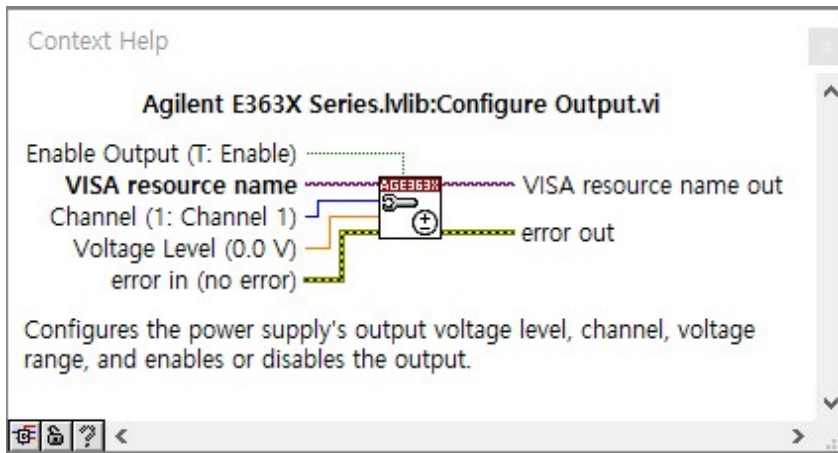 Context Help
Agilent E363X Series.lvlib:Configure Output.vi
Enable Output (T: Enable)
VISA resource name
AGE363X
VISA resource name out
Channel (1: Channel 1)
Voltage Level (0.0 V)
error out
error in (no error)
Configures the power supply's output voltage level, channel, voltage
range, and enables or disables the output.